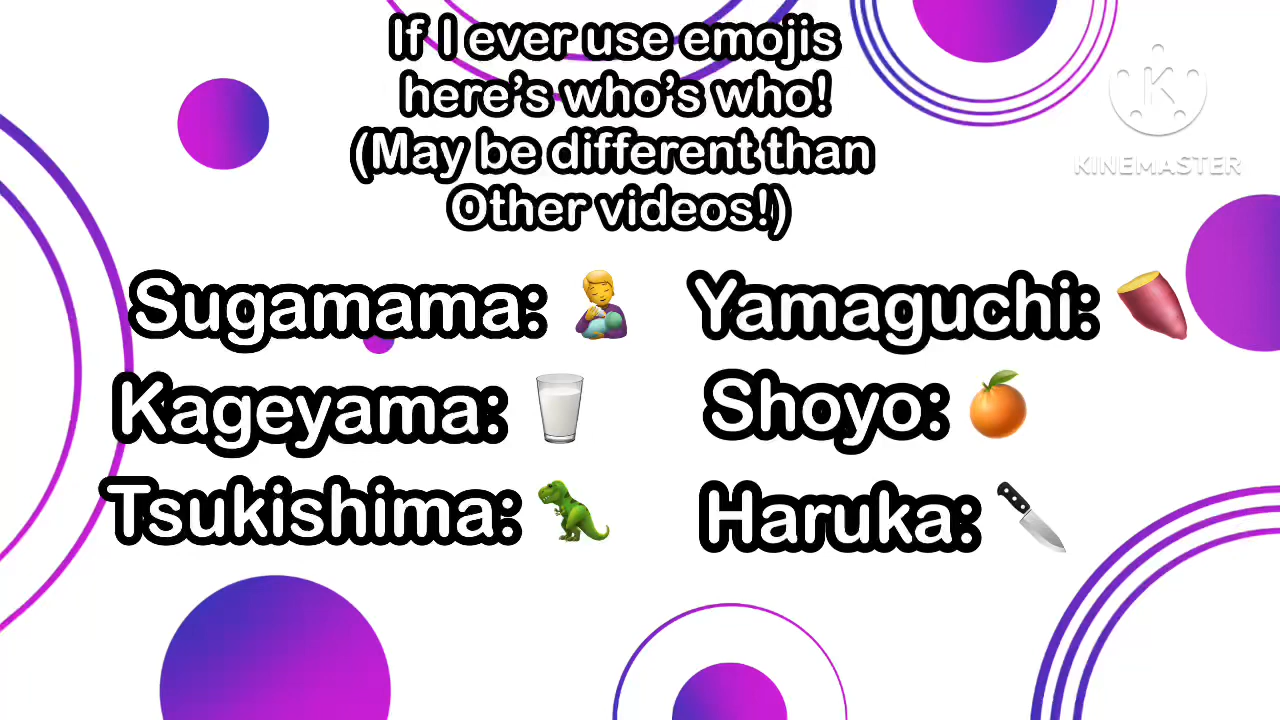 If I ever use emojis
here's who's who!
(May be different than
Other videos!)
KINEMASTER
Sugamama: 🤱 Yamaguchi: 🍠
Kageyama: 🥛 Shoyo: 🍊
Tsukishima: 🦖 Haruka: 🔪